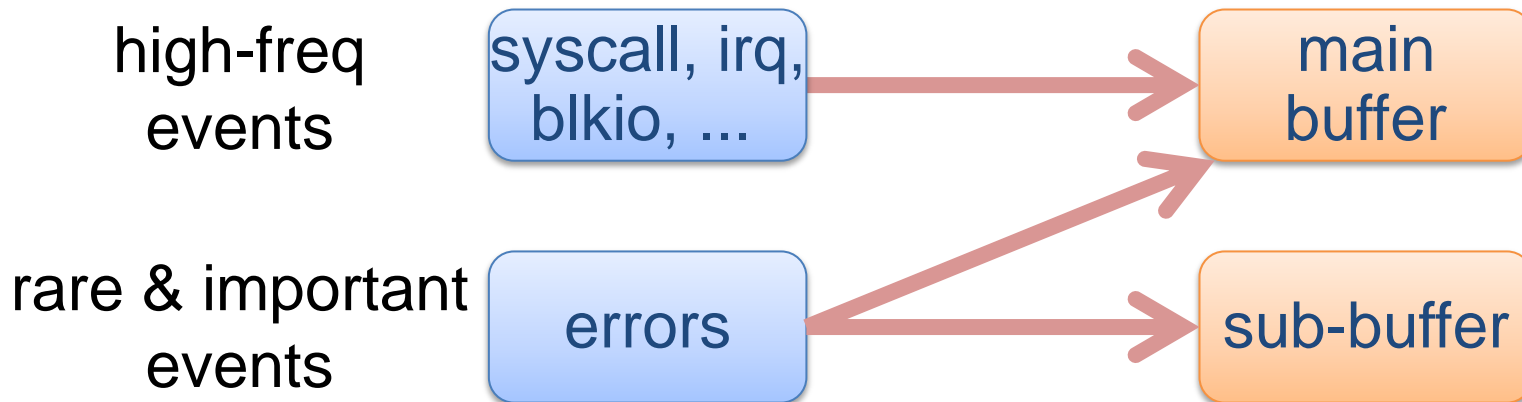 high-freq
events
syscall, irq,
blkio, ...
main
buffer
rare & important
events
errors
sub-buffer